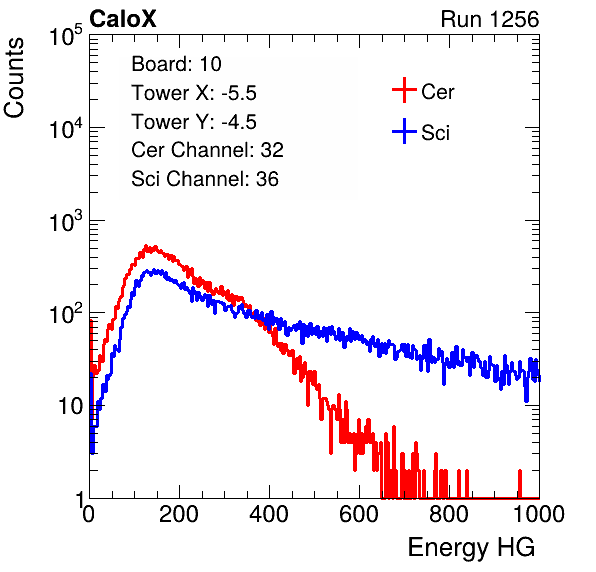 CaloX Run 1256
Counts
Board: 10
Tower X: -5.5
Tower Y: -4.5
Cer Channel: 32
Sci Channel: 36
Cer
Sci
10^5
10^4
10^3
10^2
10
1
0 200 400 600 800 1000
Energy HG